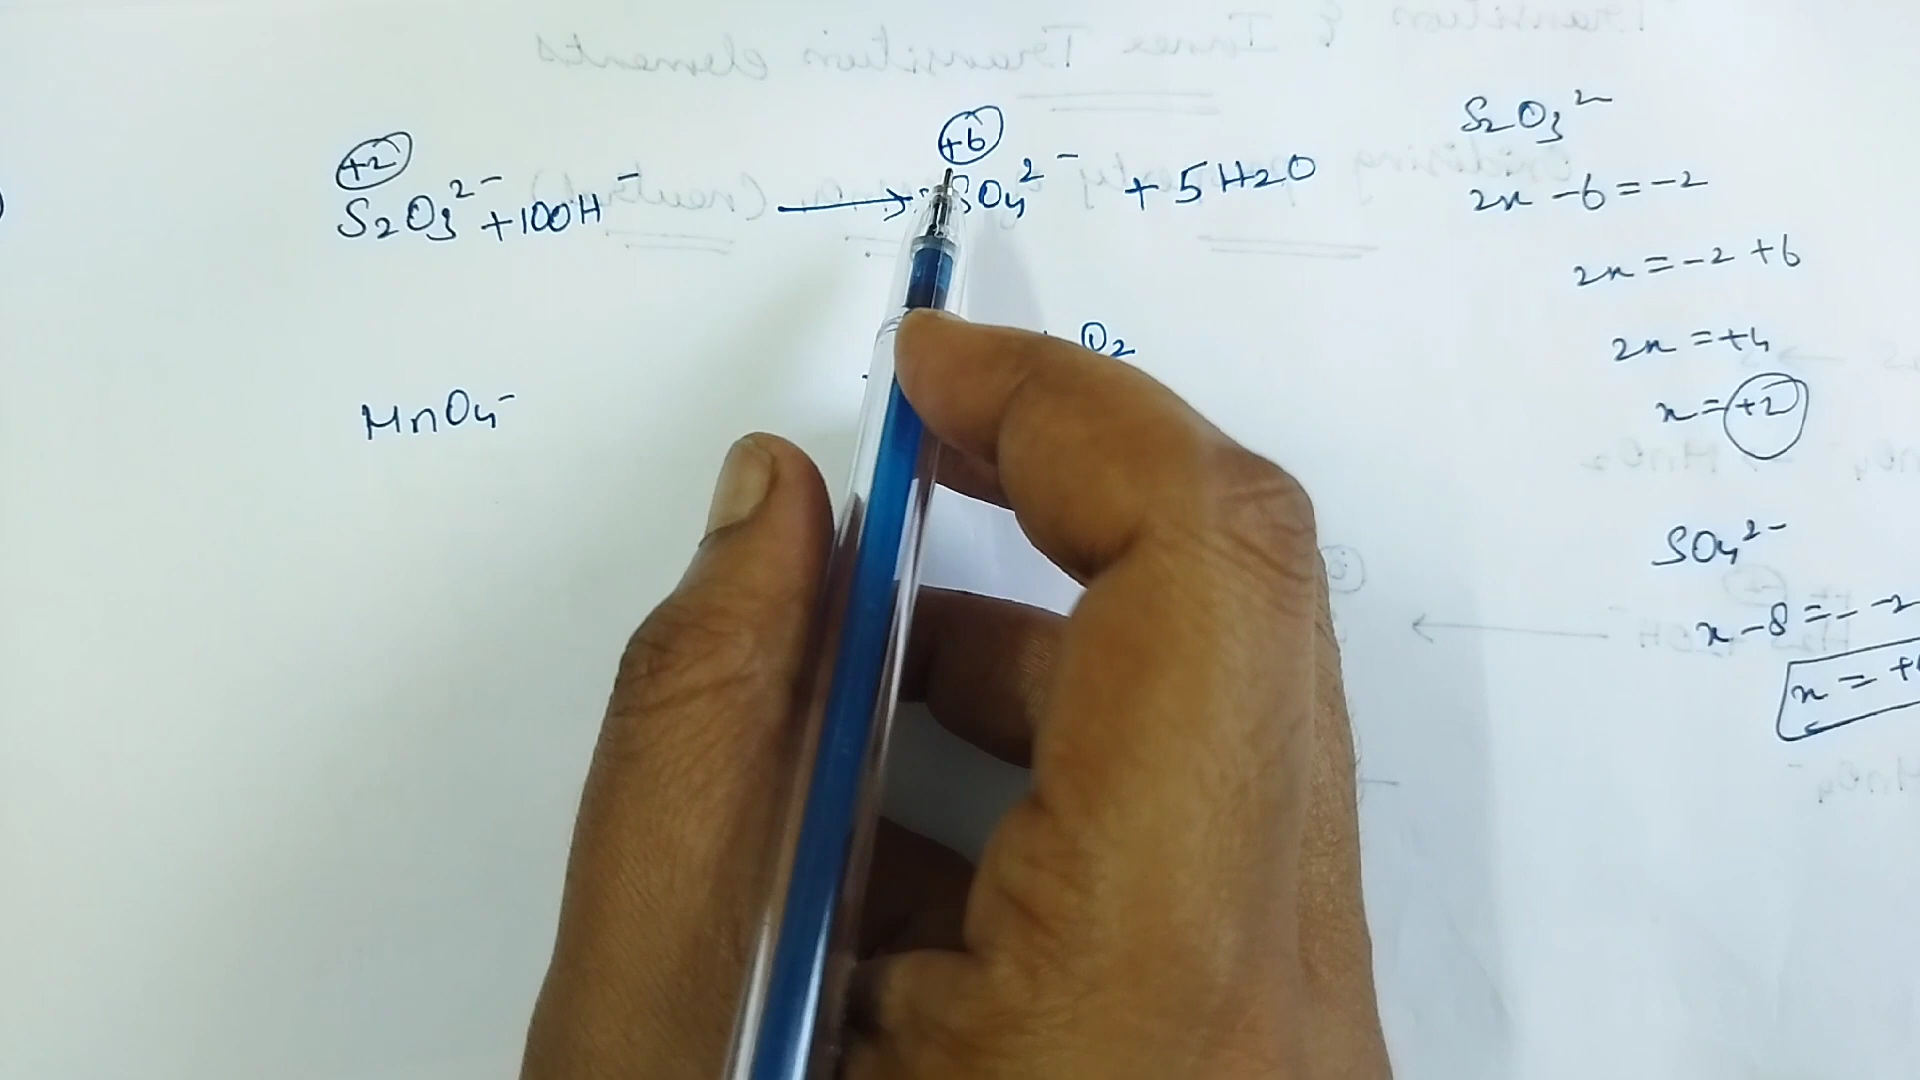 +2
+6
S2O3^2- + 10OH^- → SO4^2- + 5H2O
O2
MnO4^-
S2O3^2-
2x - 6 = -2
2x = -2 + 6
2x = +4
x = +2
SO4^2-
x - 8 = - -2
x = +